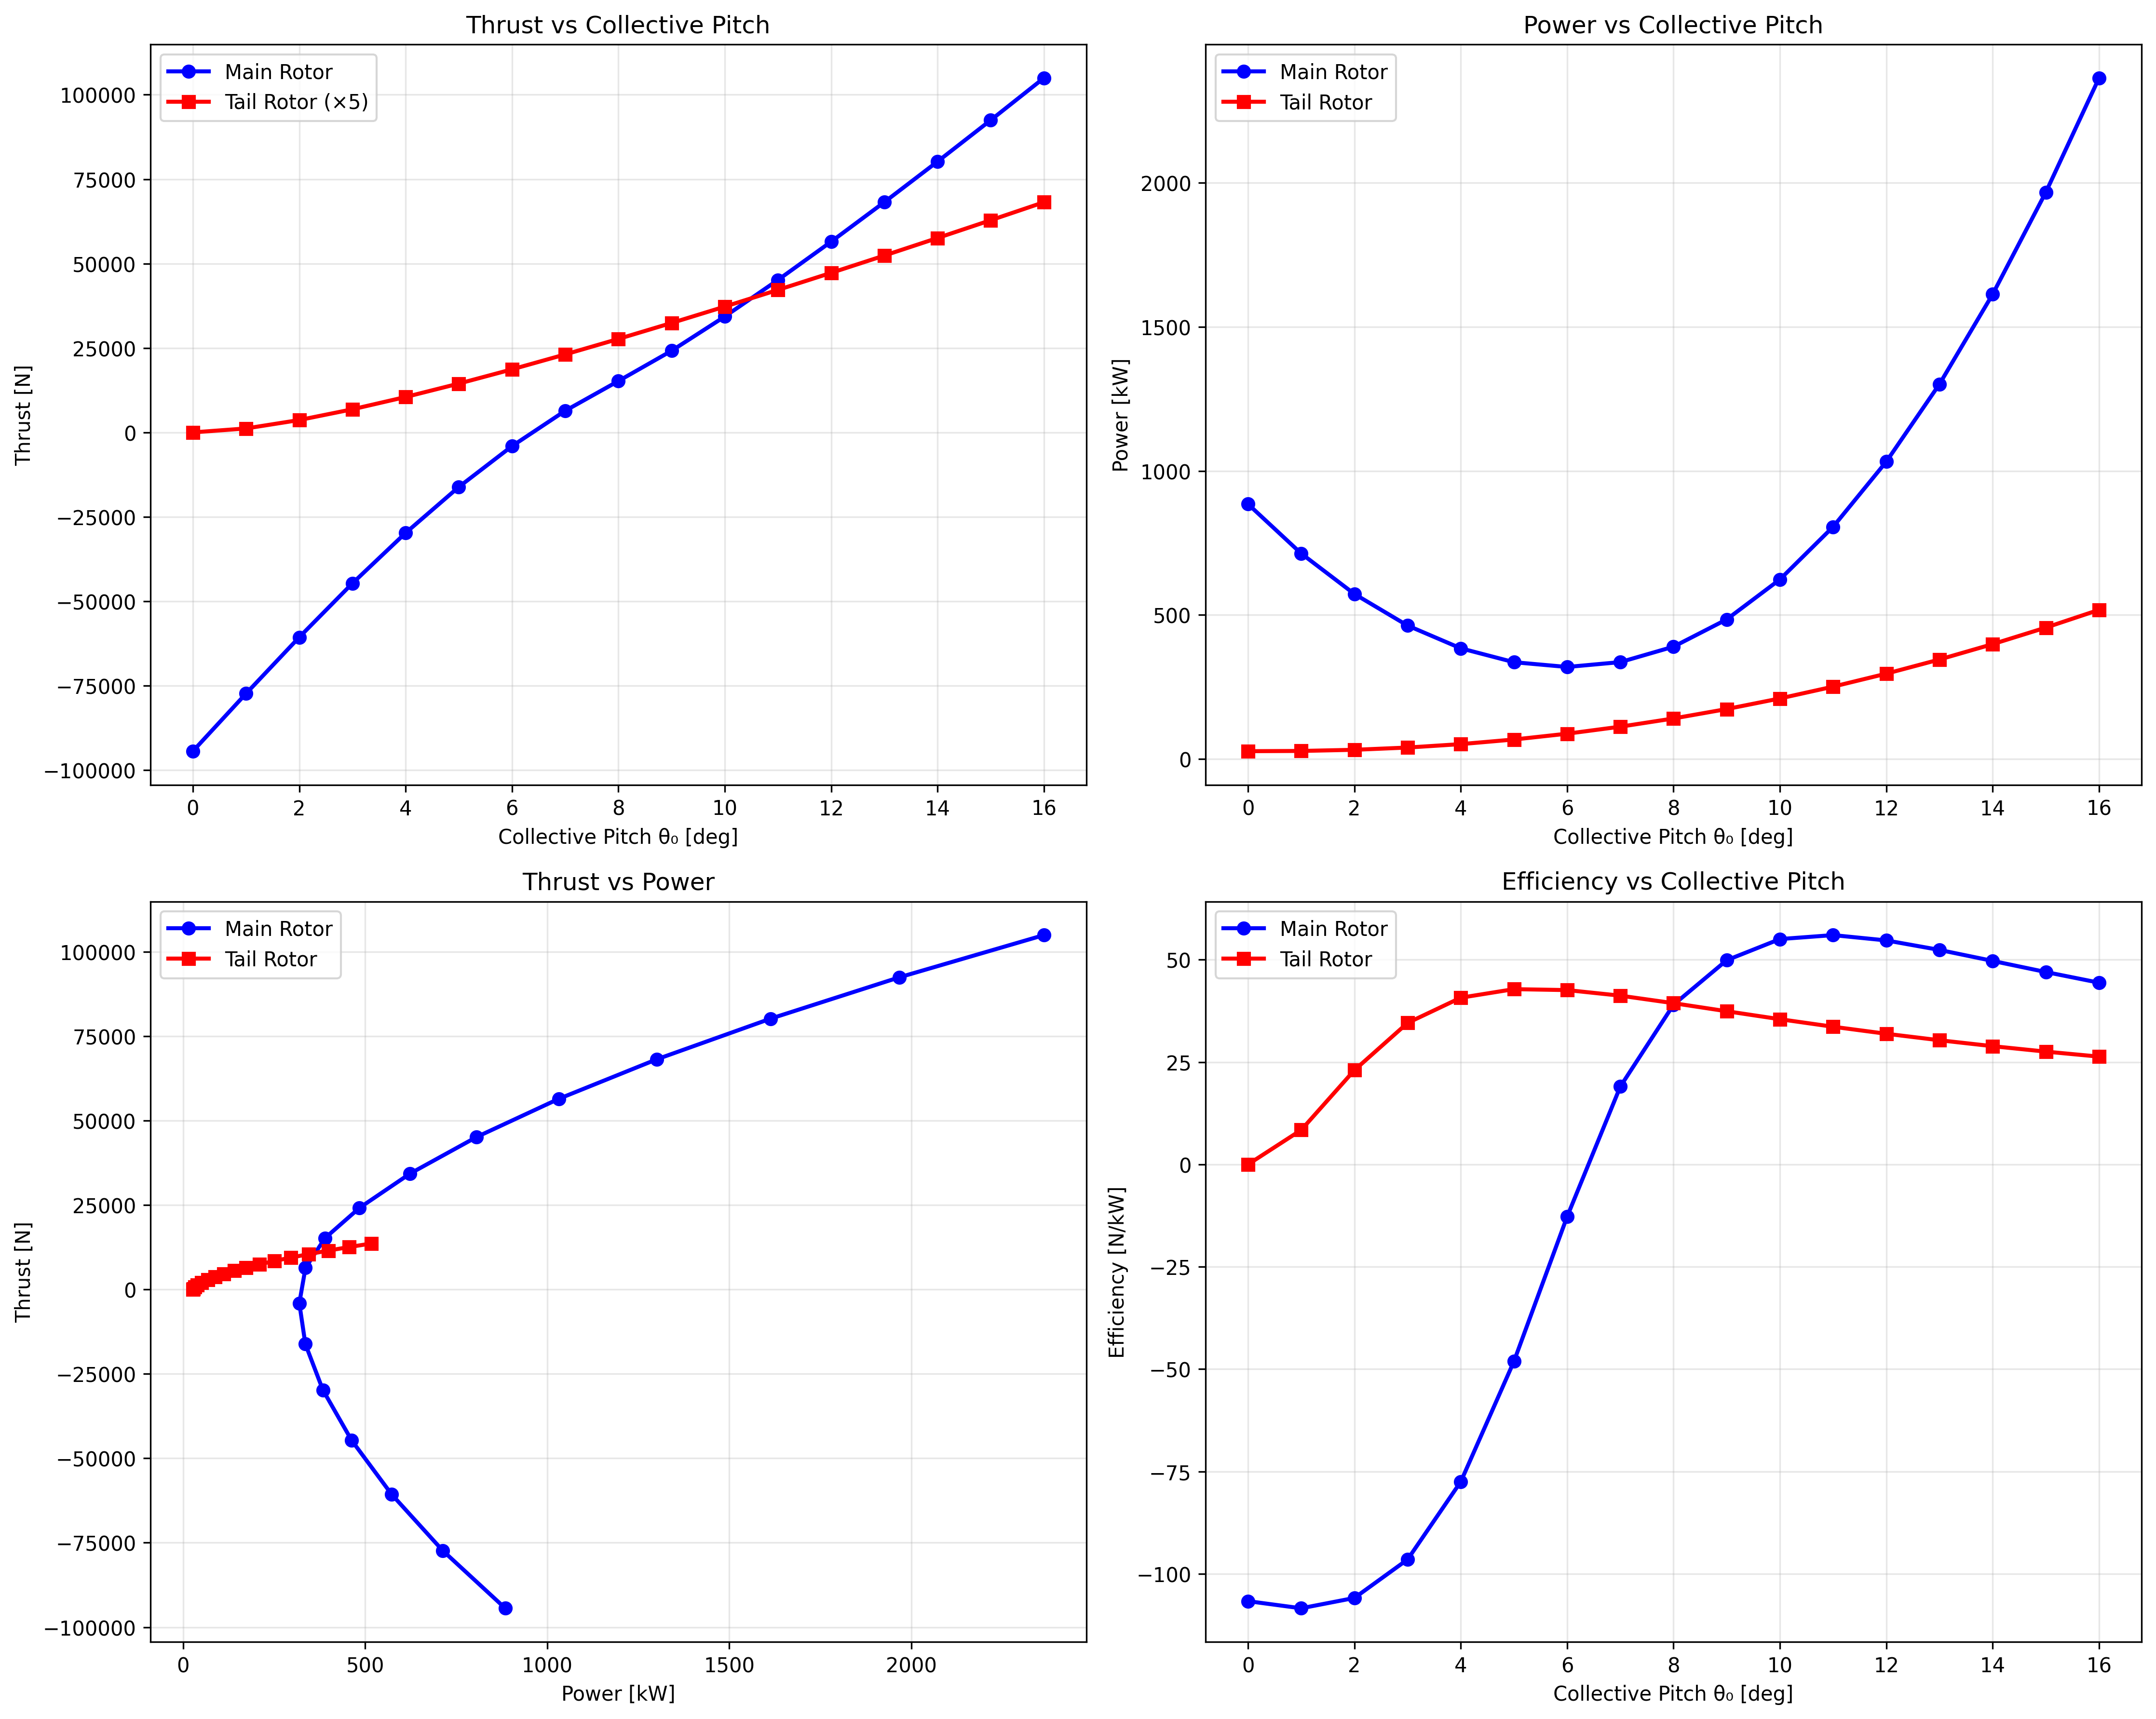 Thrust vs Collective Pitch
Main Rotor
Tail Rotor (×5)
Thrust [N]
100000
75000
50000
25000
0
−25000
−50000
−75000
−100000
0 2 4 6 8 10 12 14 16
Collective Pitch θ₀ [deg]
Power vs Collective Pitch
Main Rotor
Tail Rotor
Power [kW]
2000
1500
1000
500
0
0 2 4 6 8 10 12 14 16
Collective Pitch θ₀ [deg]
Thrust vs Power
Main Rotor
Tail Rotor
Thrust [N]
100000
75000
50000
25000
0
−25000
−50000
−75000
−100000
0 500 1000 1500 2000
Power [kW]
Efficiency vs Collective Pitch
Main Rotor
Tail Rotor
Efficiency [N/kW]
50
25
0
−25
−50
−75
−100
0 2 4 6 8 10 12 14 16
Collective Pitch θ₀ [deg]